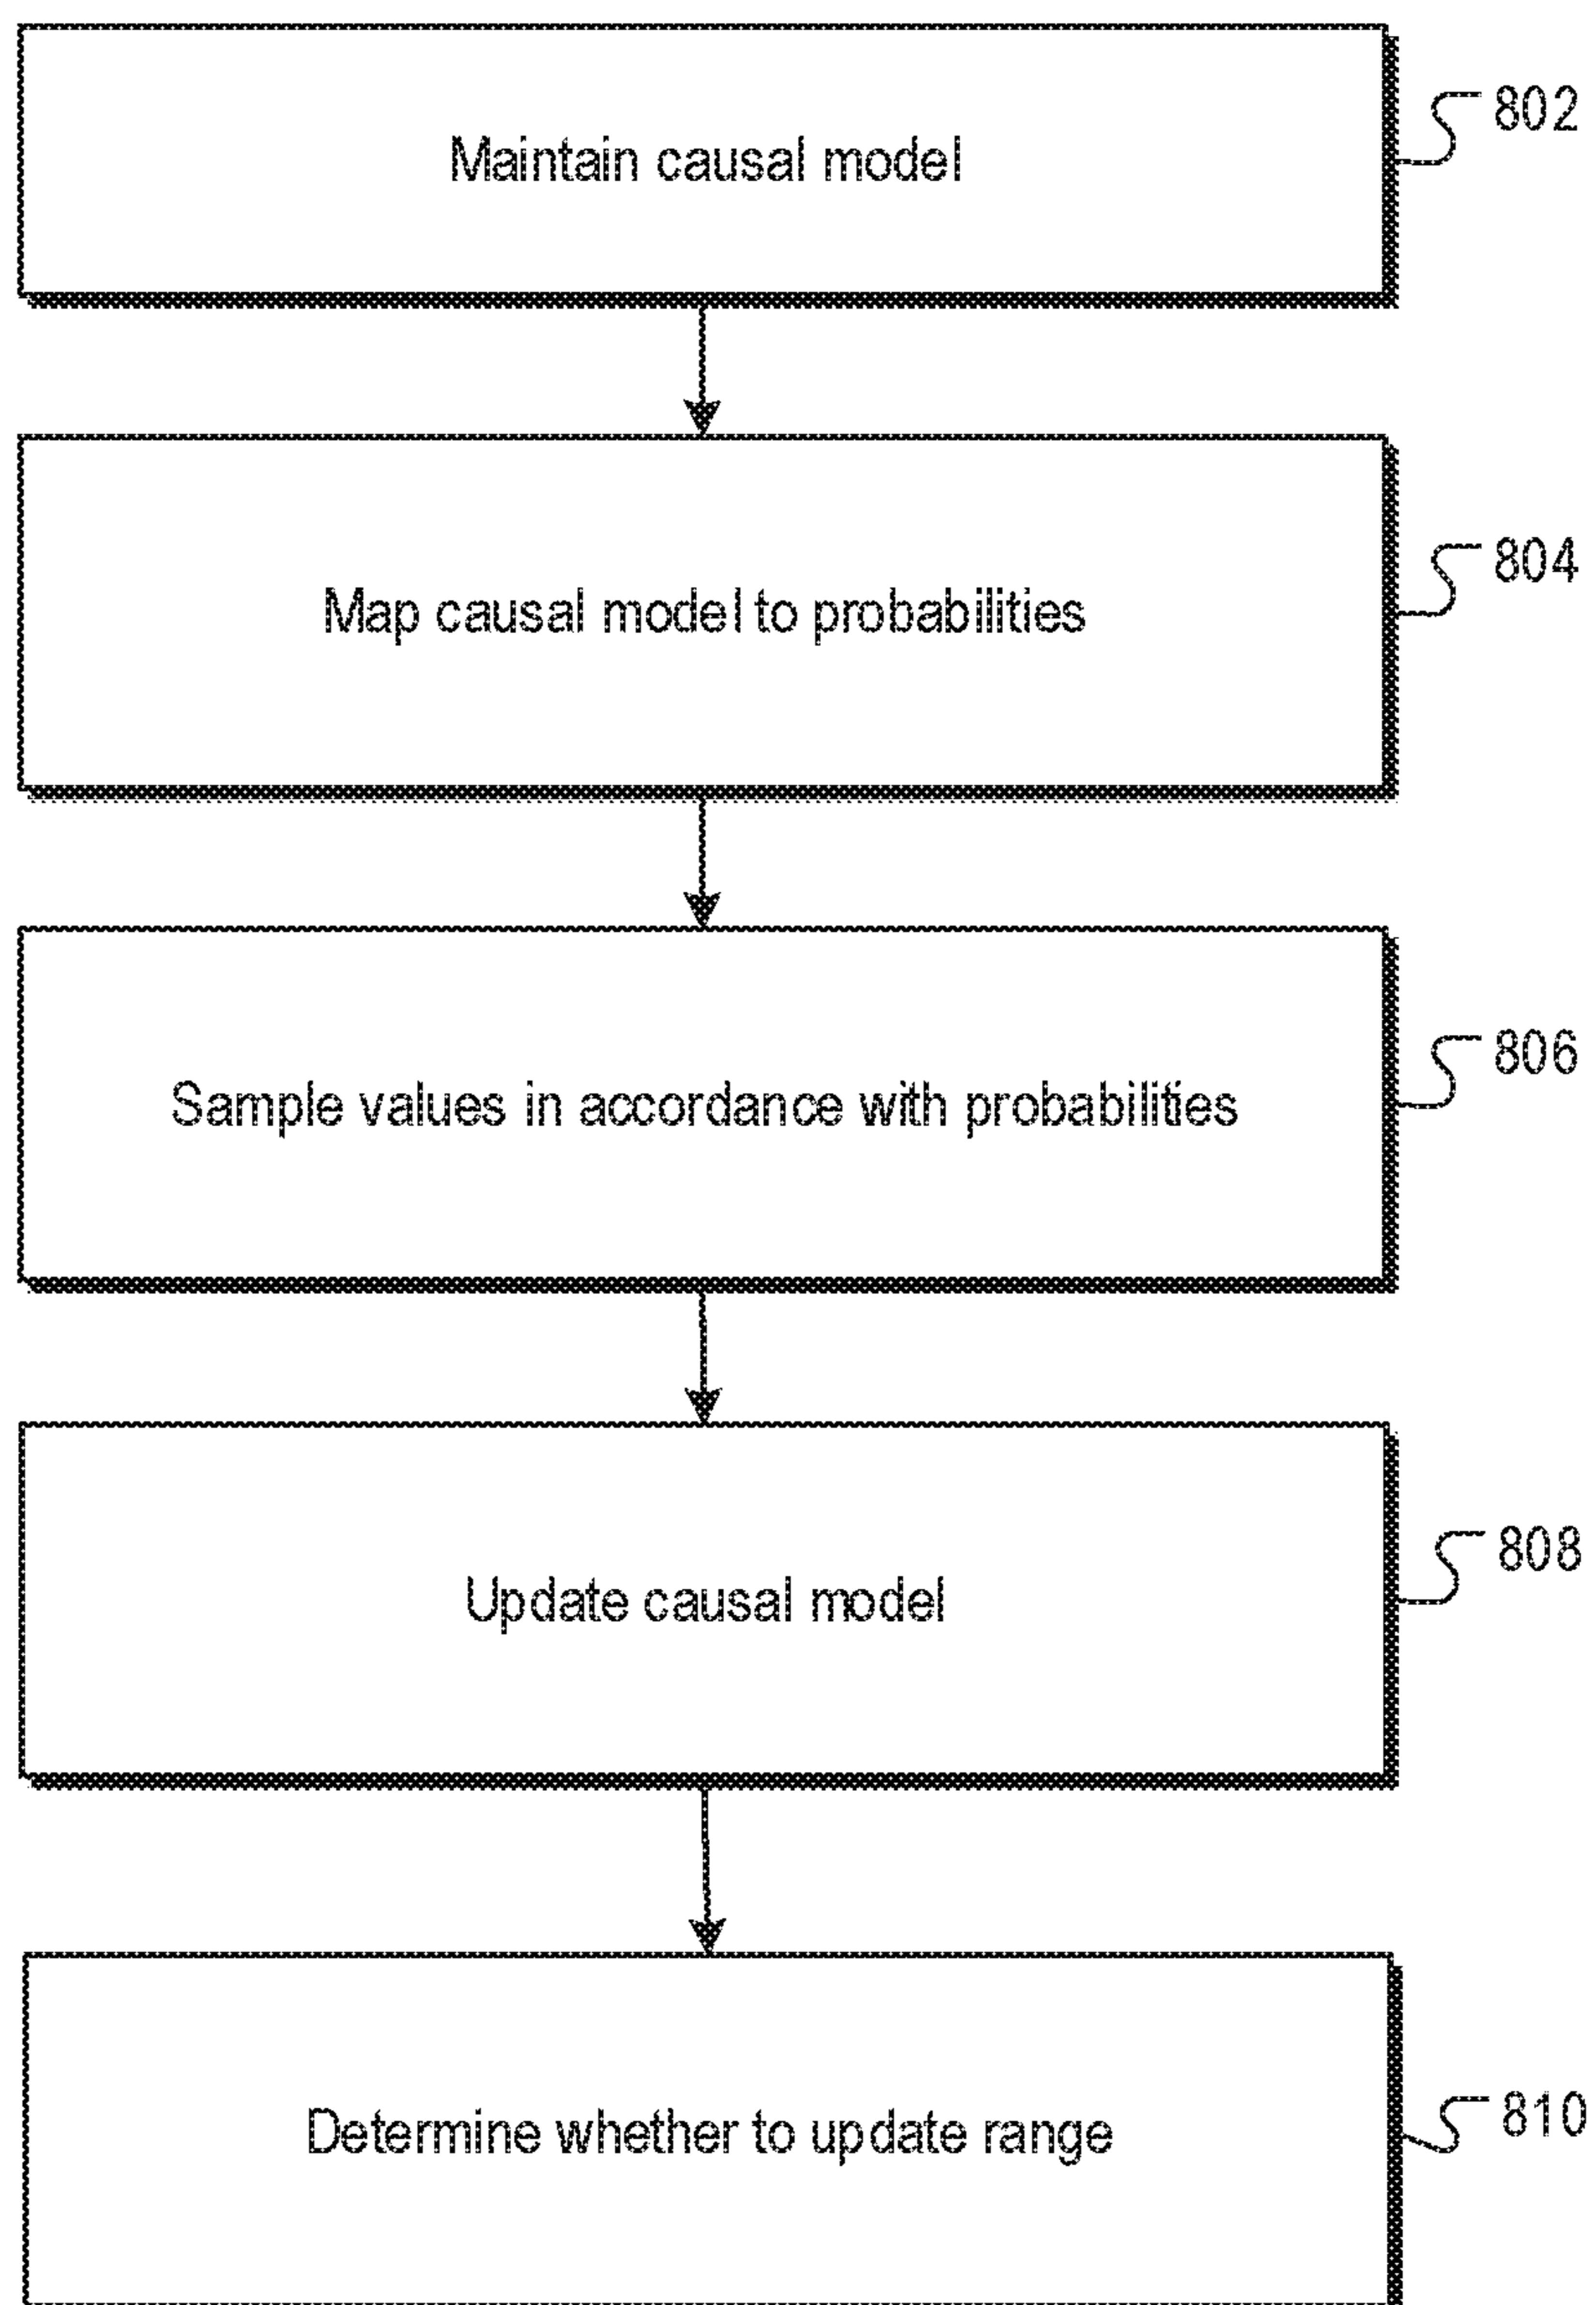 Maintain causal model
802
Map causal model to probabilities
804
Sample values in accordance with probabilities
806
Update causal model
808
Determine whether to update range
810